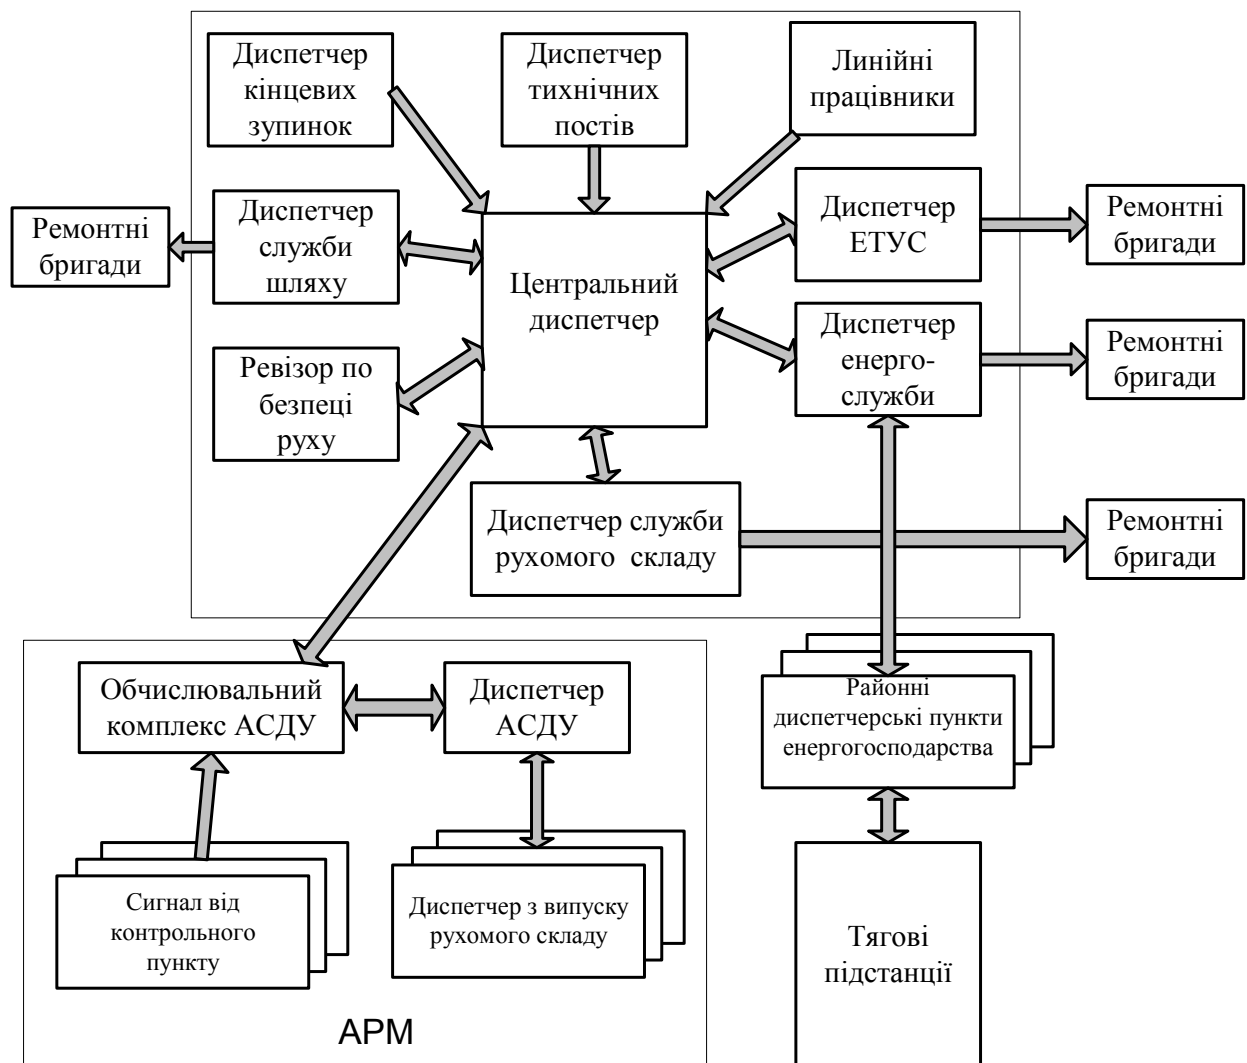 Диспетчер
кінцевих
зупинок
Диспетчер
тихнічних
постів
Линійні
працівники
Ремонтні
бригади
Диспетчер
служби
шляху
Центральний
диспетчер
Диспетчер
ЕТУС
Ремонтні
бригади
Ревізор по
безпеці
руху
Диспетчер
енерго-
служби
Ремонтні
бригади
Диспетчер служби
рухомого складу
Ремонтні
бригади
Обчислювальний
комплекс АСДУ
Диспетчер
АСДУ
Районні
диспетчерські пункти
енергогосподарства
Сигнал від
контрольного
пункту
Диспетчер з випуску
рухомого складу
Тягові
підстанції
АРМ